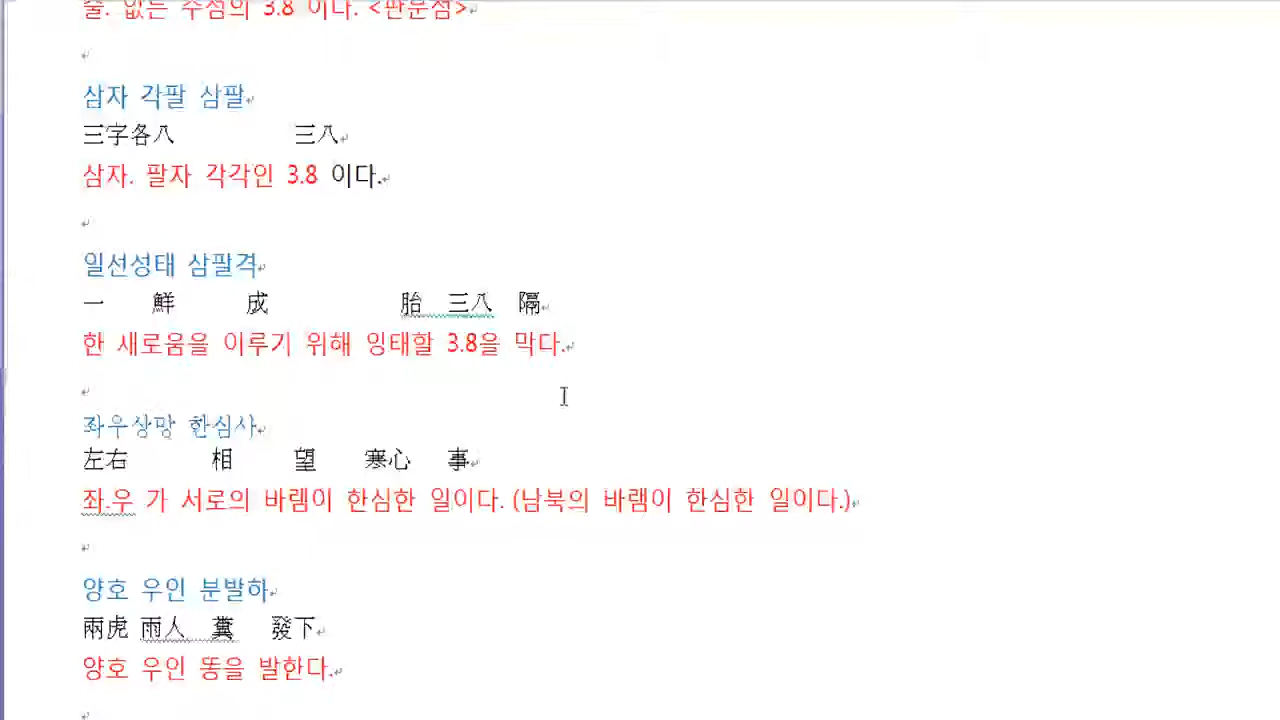 술. 없는 주점의 3.8 이다. <판문점>
삼자 각팔 삼팔
三字各八 三八
삼자. 팔자 각각인 3.8 이다.
일선성태 삼팔격
一 鮮 成 胎 三八 隔
한 새로움을 이루기 위해 잉태할 3.8을 막다.
좌우상망 한심사
左右 相 望 寒心 事
좌.우 가 서로의 바램이 한심한 일이다. (남북의 바램이 한심한 일이다.)
양호 우인 분발하
兩虎 雨人 糞 發下
양호 우인 똥을 발한다.